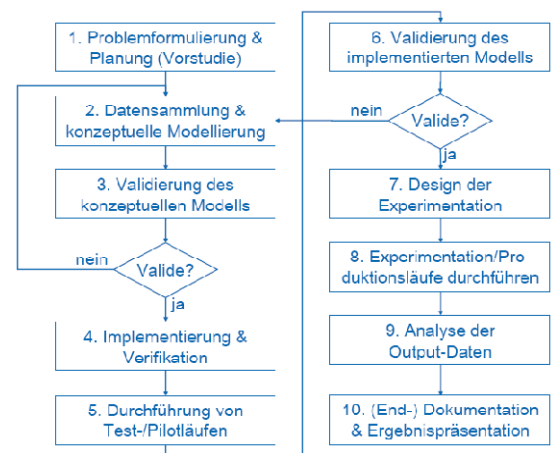 1. Problemformulierung &
Planung (Vorstudie)
2. Datensammlung &
konzeptuelle Modellierung
3. Validierung des
konzeptuellen Modells
nein
Valide?
ja
4. Implementierung &
Verifikation
5. Durchführung von
Test-/Pilotläufen
6. Validierung des
implementierten Modells
nein
Valide?
ja
7. Design der
Experimentation
8. Experimentation/Pro
duktionsläufe durchführen
9. Analyse der
Output-Daten
10. (End-) Dokumentation
& Ergebnispräsentation